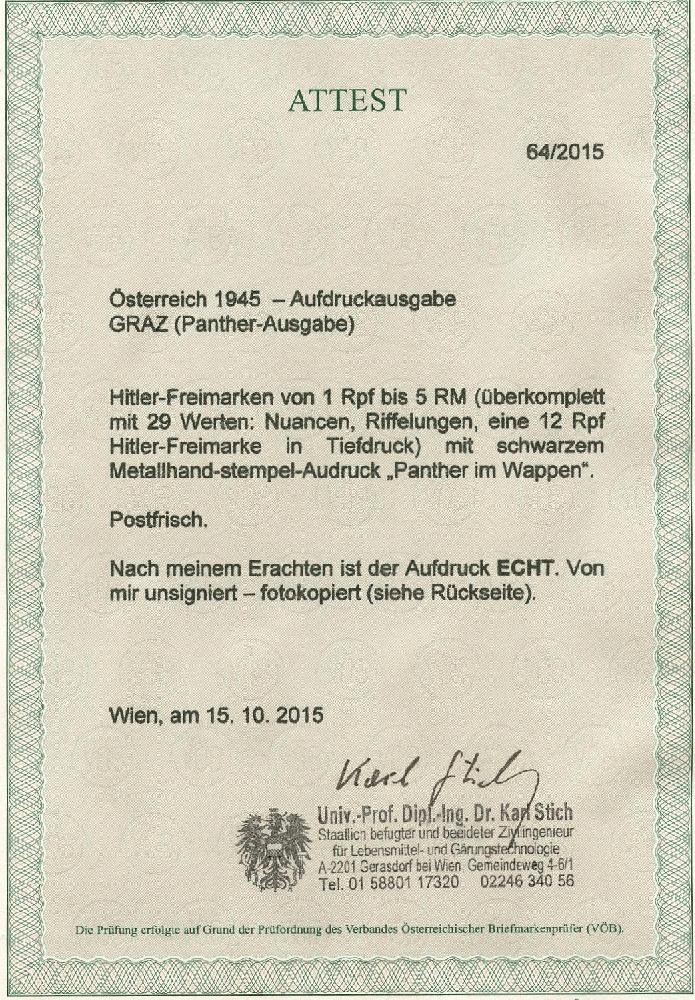 ATTEST
64/2015
Österreich 1945 – Aufdruckausgabe
GRAZ (Panther-Ausgabe)
Hitler-Freimarken von 1 Rpf bis 5 RM (überkomplett
mit 29 Werten: Nuancen, Riffelungen, eine 12 Rpf
Hitler-Freimarke in Tiefdruck) mit schwarzem
Metallhand-stempel-Audruck „Panther im Wappen“.
Postfrisch.
Nach meinem Erachten ist der Aufdruck ECHT. Von
mir unsigniert – fotokopiert (siehe Rückseite).
Wien, am 15. 10. 2015
Karl Stich
Univ.-Prof. Dipl.-Ing. Dr. Karl Stich
Staatlich befugter und beeideter Zivilingenieur
für Lebensmittel- und Gärungstechnologie
A-2201 Gerasdorf bei Wien, Gemeindeweg 4-6/1
Tel. 01 58801 17320 02246 340 56
Die Prüfung erfolgte auf Grund der Prüfordnung des Verbandes Österreichischer Briefmarkenprüfer (VÖB).